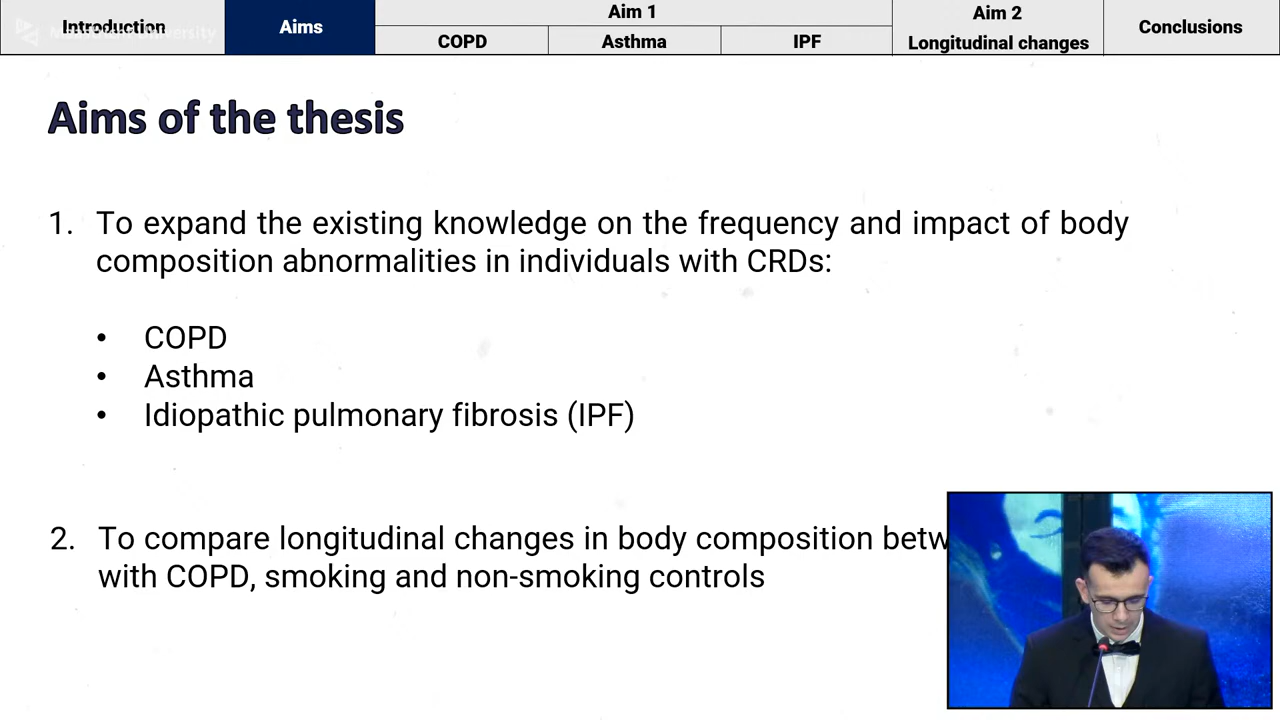 Introduction
Aims
Aim 1
COPD
Asthma
IPF
Aim 2
Longitudinal changes
Conclusions
Aims of the thesis
1. To expand the existing knowledge on the frequency and impact of body
composition abnormalities in individuals with CRDs:
• COPD
• Asthma
• Idiopathic pulmonary fibrosis (IPF)
2. To compare longitudinal changes in body composition
with COPD, smoking and non-smoking controls